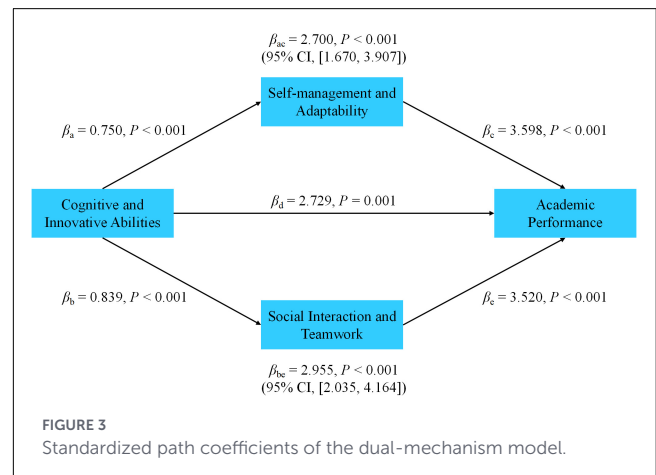 βac = 2.700, P < 0.001
(95% CI, [1.670, 3.907])
Self-management and
Adaptability
βa = 0.750, P < 0.001
βc = 3.598, P < 0.001
Cognitive and
Innovative Abilities
βd = 2.729, P = 0.001
Academic
Performance
βb = 0.839, P < 0.001
βe = 3.520, P < 0.001
Social Interaction and
Teamwork
βbe = 2.955, P < 0.001
(95% CI, [2.035, 4.164])
FIGURE 3
Standardized path coefficients of the dual-mechanism model.